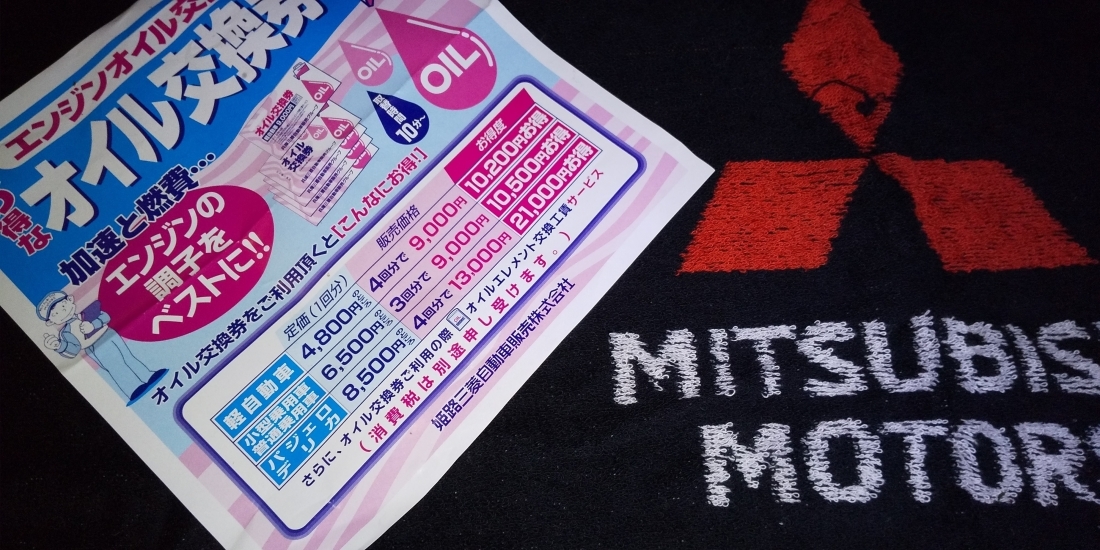 エンジンオイル交
オイル交換券
得な
加速と燃費…
エンジンの
調子を
ベストに!!
オイル交換券
オイル
交換券
OIL
OIL
所要時間
10分~
オイル交換券をご利用頂くと[こんなにお得!]
定価(1回分)
販売価格
お得度
軽自動車
4,800円
4回分で 9,000円
10,200円お得
小型乗用車
普通乗用車
6,500円
3回分で 9,000円
10,500円お得
パジェロ
デリカ
8,500円
4回分で 13,000円
21,000円お得
さらに、オイル交換券ご利用の際 オイルエレメント交換工賃サービス
(消費税は別途申し受けます。)
姫路三菱自動車販売株式会社
MITSUBIS
MOTORS